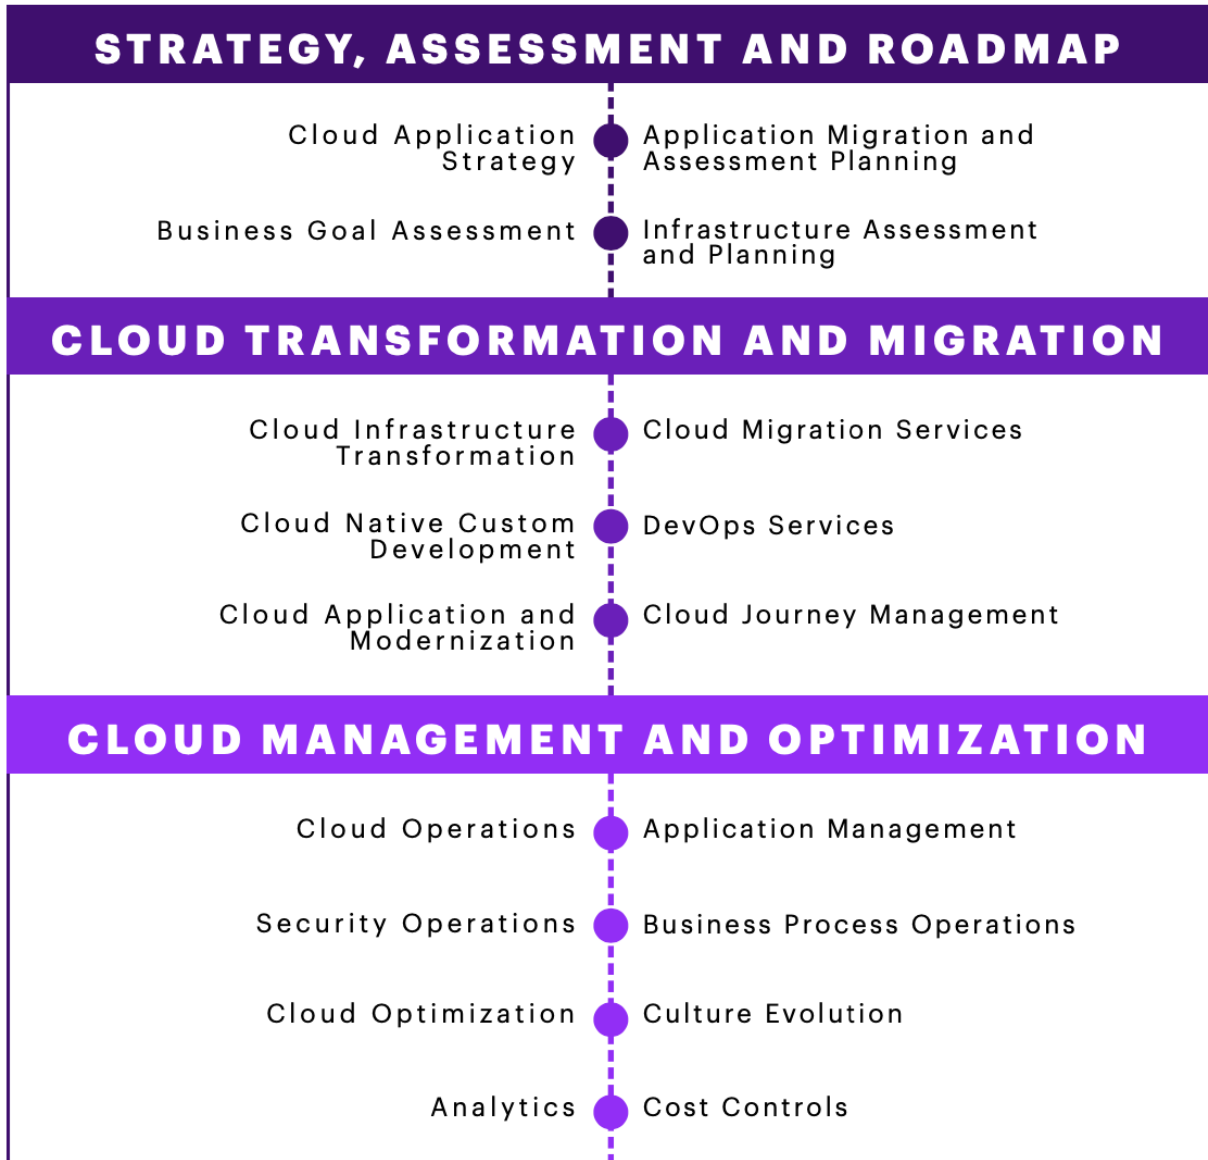 STRATEGY, ASSESSMENT AND ROADMAP
Cloud Application
Strategy
Application Migration and
Assessment Planning
Business Goal Assessment
Infrastructure Assessment
and Planning
CLOUD TRANSFORMATION AND MIGRATION
Cloud Infrastructure
Transformation
Cloud Migration Services
Cloud Native Custom
Development
DevOps Services
Cloud Application and
Modernization
Cloud Journey Management
CLOUD MANAGEMENT AND OPTIMIZATION
Cloud Operations
Application Management
Security Operations
Business Process Operations
Cloud Optimization
Culture Evolution
Analytics
Cost Controls